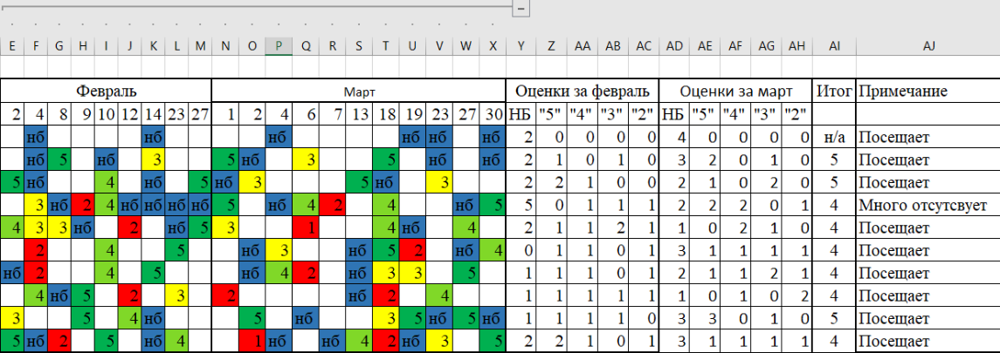 E F G H I J K L M N O P Q R S T U V W X Y Z AA AB AC AD AE AF AG AH AI AJ
Февраль Март Оценки за февраль Оценки за март Итог Примечание
2 4 8 9 10 12 14 23 27 1 2 4 6 7 13 18 19 23 27 30 НБ "5" "4" "3" "2" НБ "5" "4" "3" "2"
нб нб нб нб нб нб 2 0 0 0 0 4 0 0 0 0 н/а Посещает
нб 5 нб 3 5 нб 3 5 нб нб 2 1 0 1 0 3 2 0 1 0 5 Посещает
5 нб 4 нб 5 нб 3 5 нб 3 2 2 1 0 0 2 1 0 2 0 5 Посещает
3 нб 2 4 нб нб нб нб 5 нб 4 2 4 нб 5 5 0 1 1 1 2 2 2 0 1 4 Много отсутсвует
4 3 3 нб 2 нб 5 3 1 4 нб 4 2 1 1 2 1 1 0 2 1 0 4 Посещает
2 4 5 нб 3 нб 5 2 нб 4 0 1 1 0 1 3 1 1 1 1 4 Посещает
нб 2 4 5 нб 4 2 нб 3 3 5 1 1 1 0 1 2 1 1 2 1 4 Посещает
4 нб 5 2 3 2 нб 2 4 1 1 1 1 1 1 0 1 0 2 4 Посещает
3 5 4 нб 5 нб 3 5 нб 5 нб 1 1 1 1 0 3 3 0 1 0 5 Посещает
5 нб 2 5 нб 4 1 нб нб 4 2 нб 3 5 2 2 1 0 1 3 1 1 1 1 4 Посещает